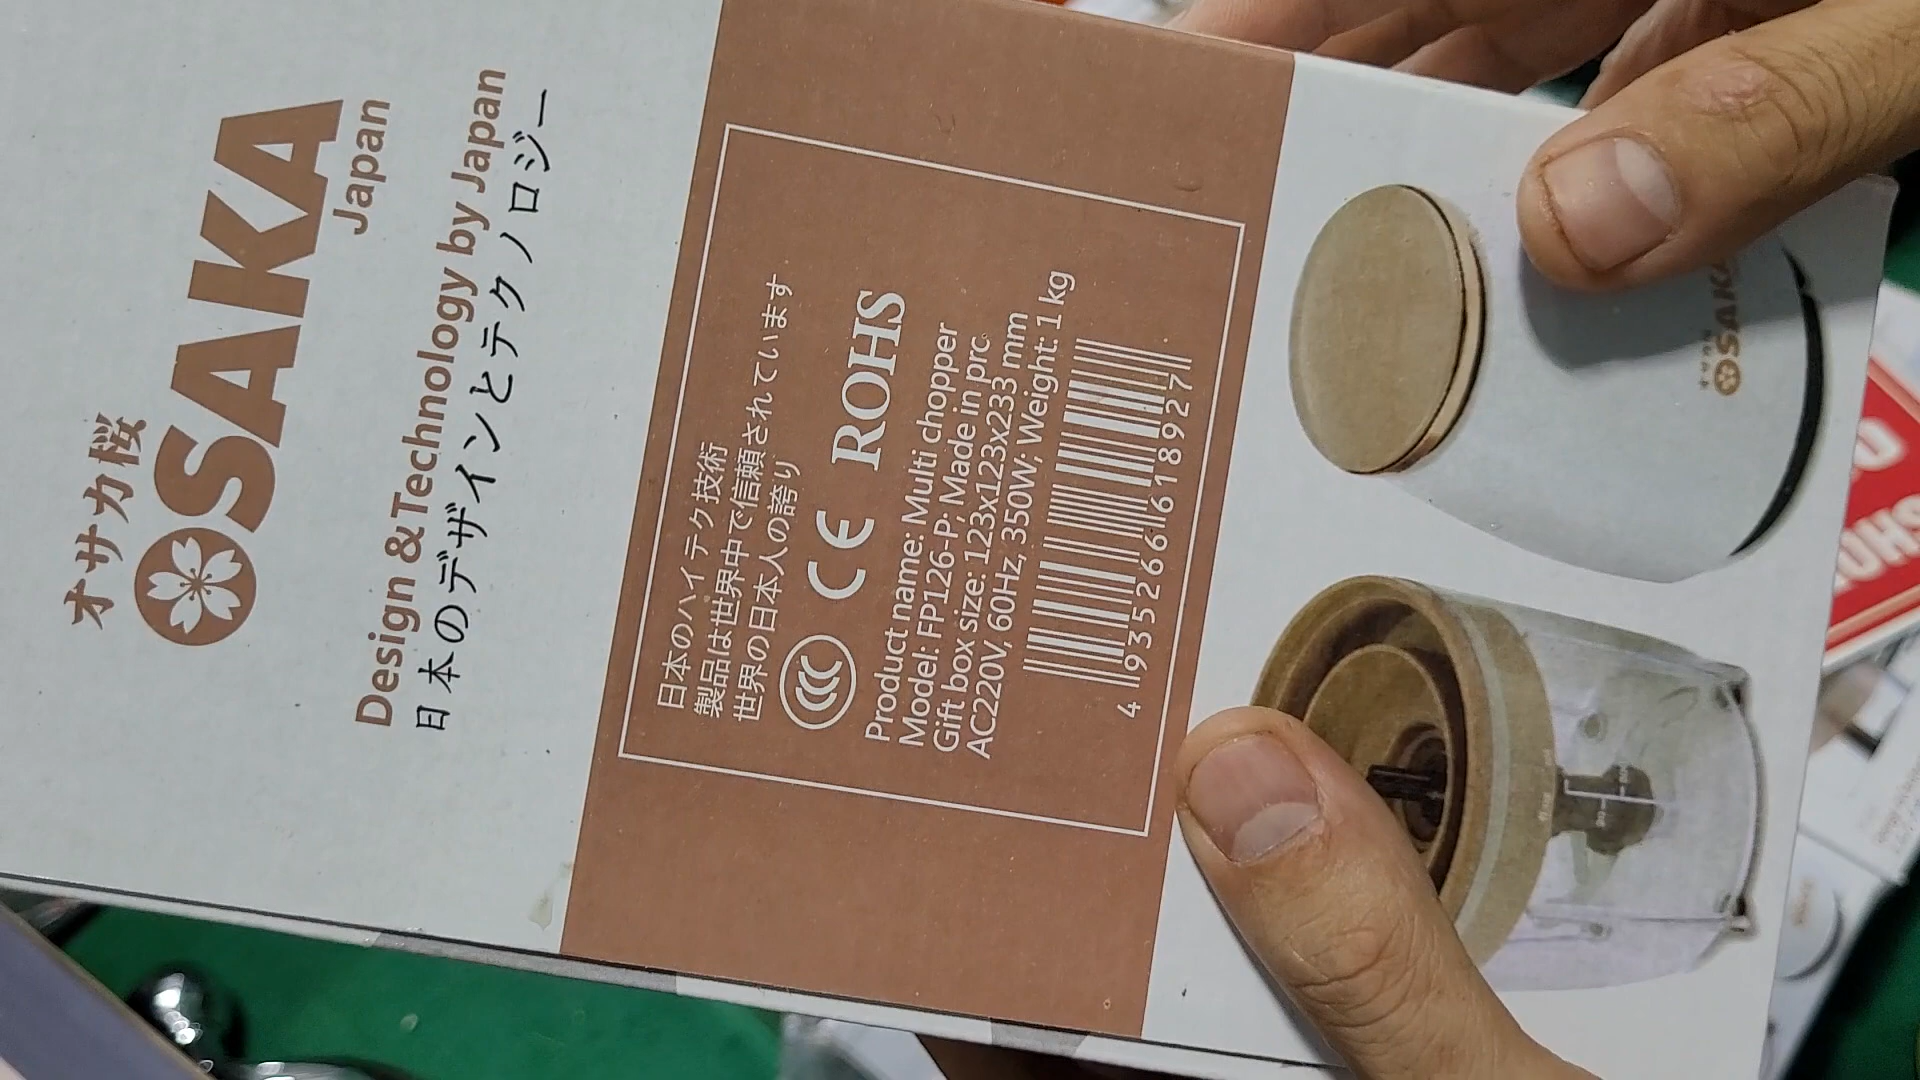 オサカ桜
OSAKA
Japan
Design &Technology by Japan
日本のデザインとテクノロジー
日本のハイテク技術
製品は世界中で信頼されています
世界の日本人の誇り
CCC CE ROHS
Product name: Multi chopper
Model: FP126-P; Made in prc.
Gift box size: 123x123x233 mm
AC220V, 60Hz, 350W; Weight: 1 kg
4 935266 618927